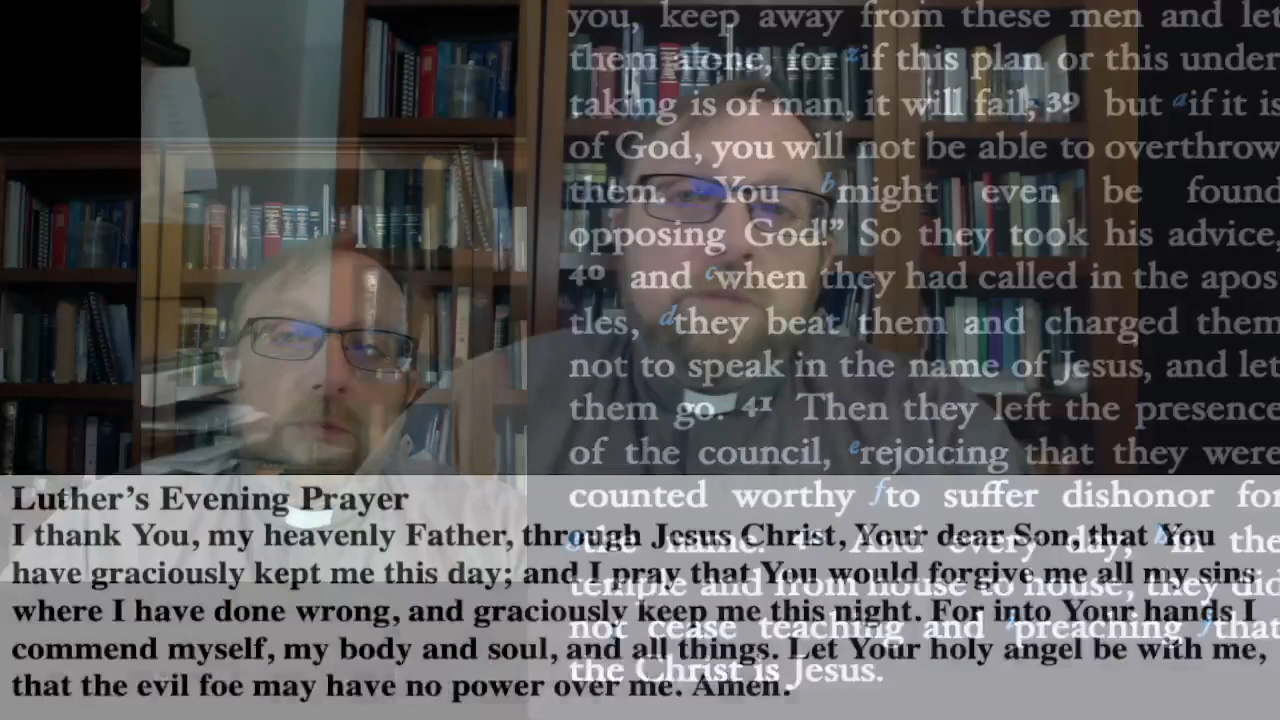 you, keep away from these men and let
them alone, for z if this plan or this under
taking is of man, it will fail; 39 but a if it is
of God, you will not be able to overthrow
them. You b might even be found
opposing God!” So they took his advice,
40 and c when they had called in the apos
tles, d they beat them and charged them
not to speak in the name of Jesus, and let
them go. 41 Then they left the presence
of the council, e rejoicing that they were
counted worthy f to suffer dishonor for
the name. And every day, in the
temple and from house to house, they did
not cease teaching and preaching that
the Christ is Jesus.
Luther’s Evening Prayer
I thank You, my heavenly Father, through Jesus Christ, Your dear Son, that You
have graciously kept me this day; and I pray that You would forgive me all my sins
where I have done wrong, and graciously keep me this night. For into Your hands I
commend myself, my body and soul, and all things. Let Your holy angel be with me,
that the evil foe may have no power over me. Amen.